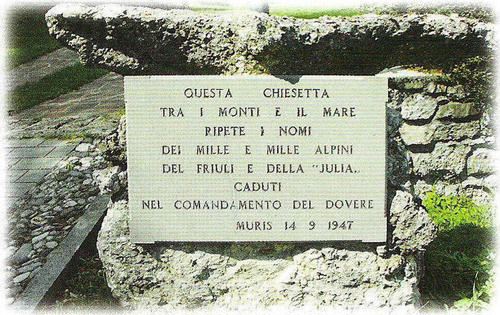 QUESTA CHIESETTA
TRA I MONTI E IL MARE
RIPETE I NOMI
DEI MILLE E MILLE ALPINI
DEL FRIULI E DELLA "JULIA„
CADUTI
NEL COMANDAMENTO DEL DOVERE
MURIS 14 9 1947